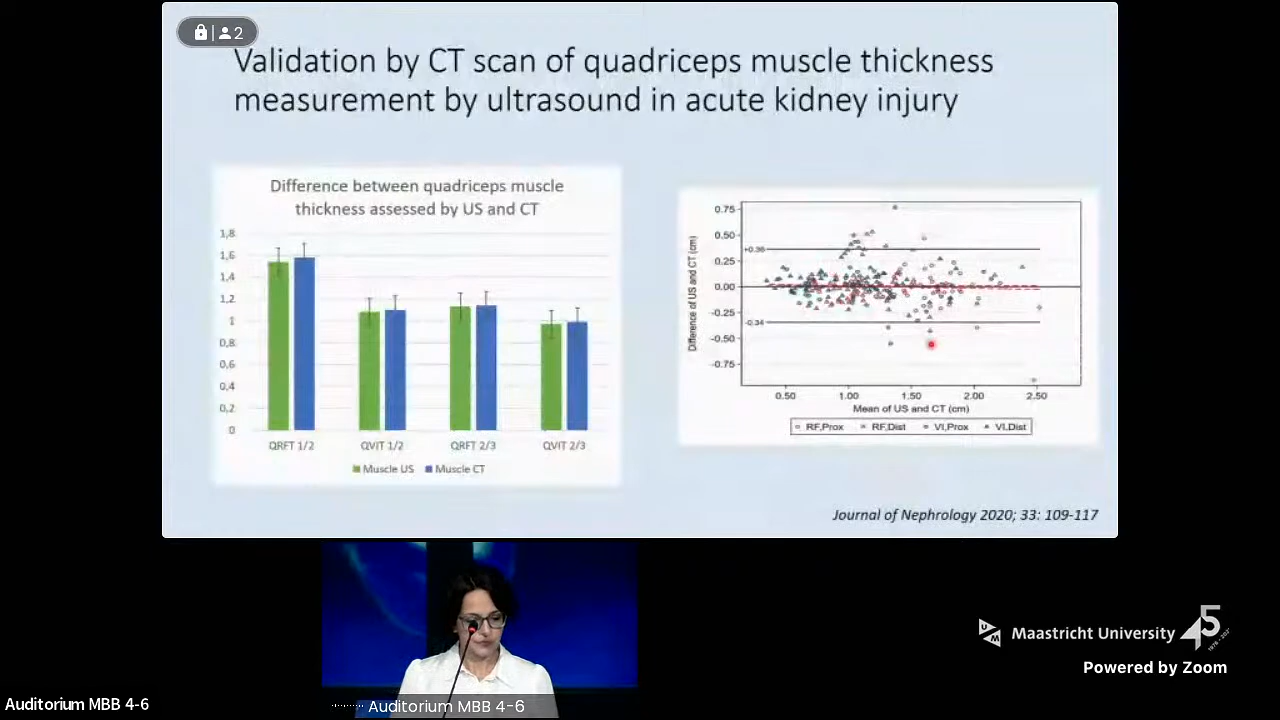 2
Validation by CT scan of quadriceps muscle thickness
measurement by ultrasound in acute kidney injury
Difference between quadriceps muscle
thickness assessed by US and CT
1,8
1,6
1,4
1,2
1
0,8
0,6
0,4
0,2
0
QRFT 1/2 QVIT 1/2 QRFT 2/3 QVIT 2/3
Muscle US Muscle CT
Difference of US and CT (cm)
0.75
0.50
+0.36
0.25
0.00
-0.25
-0.34
-0.50
-0.75
0.50 1.00 1.50 2.00 2.50
Mean of US and CT (cm)
RF,Prox RF,Dist VI,Prox VI,Dist
Journal of Nephrology 2020; 33: 109-117
Maastricht University
45
Powered by Zoom
Auditorium MBB 4-6
Auditorium MBB 4-6